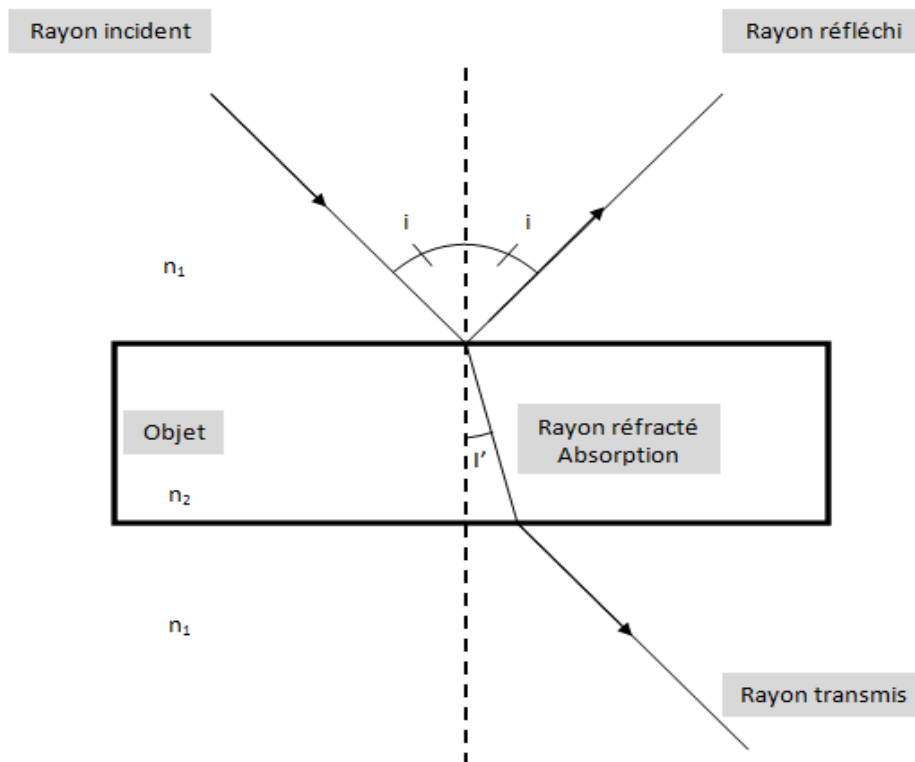 Rayon incident
Rayon réfléchi
i
i
n₁
Objet
Rayon réfracté
Absorption
I’
n₂
n₁
Rayon transmis